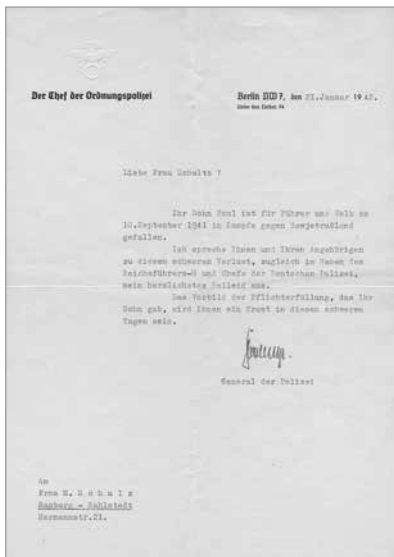 Der Chef der Ordnungspolizei
Berlin NW 7, den 21. Januar 1942.
Unter den Linden 74
Liebe Frau Schultz !
Ihr Sohn Paul ist für Führer und Volk am
10. September 1941 im Kampfe gegen Sowjetrußland
gefallen.
Ich spreche Ihnen und Ihren Angehörigen
zu diesem schweren Verlust, zugleich im Namen des
Reichsführers-SS und Chefs der Deutschen Polizei,
mein herzlichstes Beileid aus.
Das Vorbild der Pflichterfüllung, das Ihr
Sohn gab, wird Ihnen ein Trost in diesen schweren
Tagen sein.
General der Polizei
An
Frau M. S c h u l z
Hamburg - Rahlstedt
Hermannstr.21.